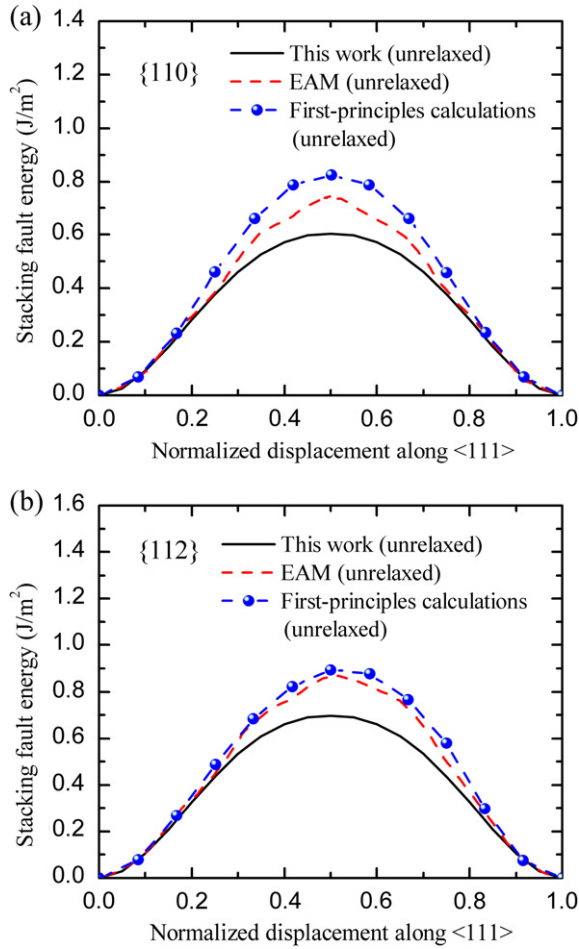 (a)
1.4
1.2
1.0
0.8
0.6
0.4
0.2
0.0
Stacking fault energy (J/m²)
{110}
This work (unrelaxed)
EAM (unrelaxed)
First-principles calculations
(unrelaxed)
0.0 0.2 0.4 0.6 0.8 1.0
Normalized displacement along <111>
(b)
1.6
1.4
1.2
1.0
0.8
0.6
0.4
0.2
0.0
Stacking fault energy (J/m²)
{112}
This work (unrelaxed)
EAM (unrelaxed)
First-principles calculations
(unrelaxed)
0.0 0.2 0.4 0.6 0.8 1.0
Normalized displacement along <111>